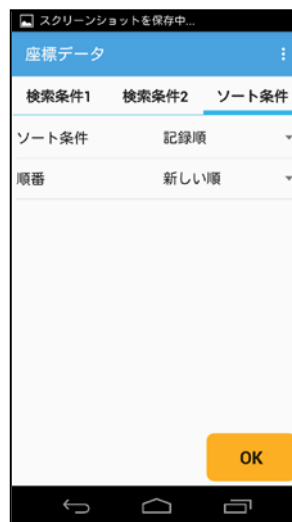 スクリーンショットを保存中...
座標データ
検索条件1 検索条件2 ソート条件
ソート条件 記録順
順番 新しい順
OK